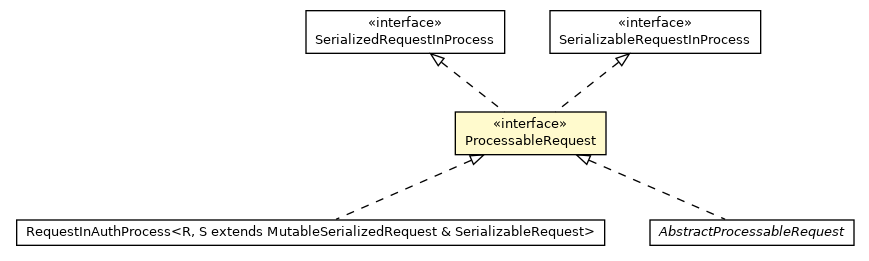 «interface»
SerializedRequestInProcess
«interface»
SerializableRequestInProcess
«interface»
ProcessableRequest
RequestInAuthProcess<R, S extends MutableSerializedRequest & SerializableRequest>
AbstractProcessableRequest